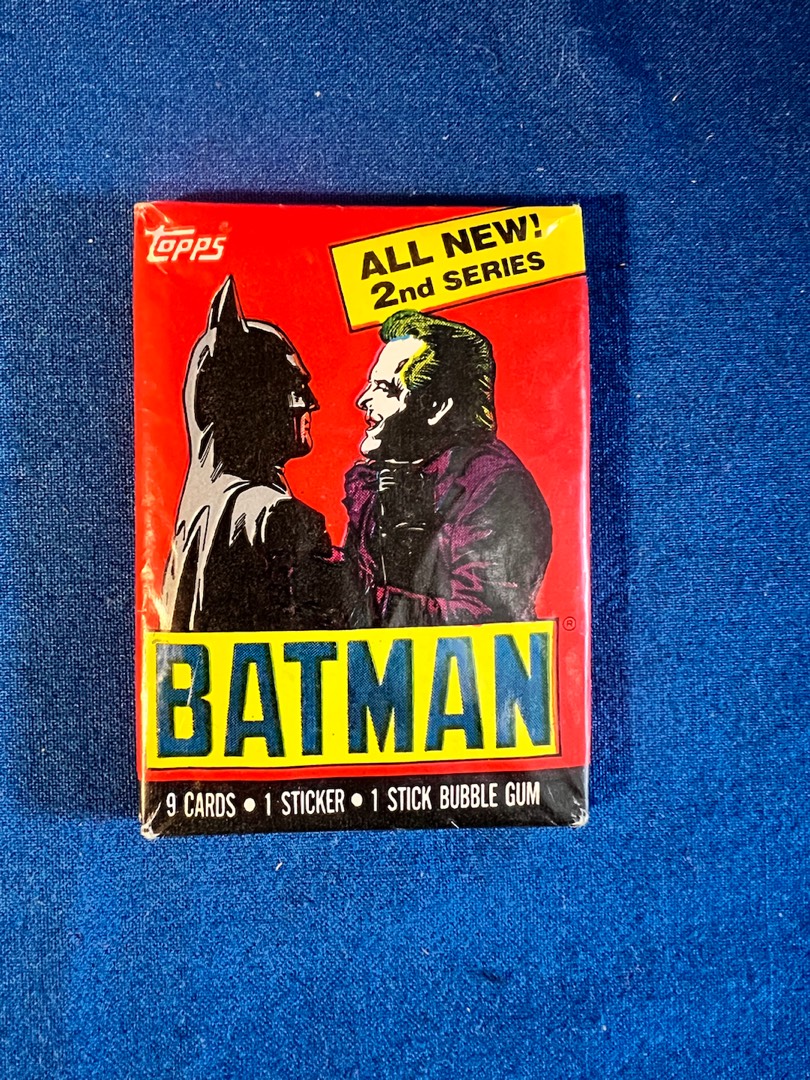 TOPPS
ALL NEW!
2nd SERIES
®
BATMAN
9 CARDS • 1 STICKER • 1 STICK BUBBLE GUM